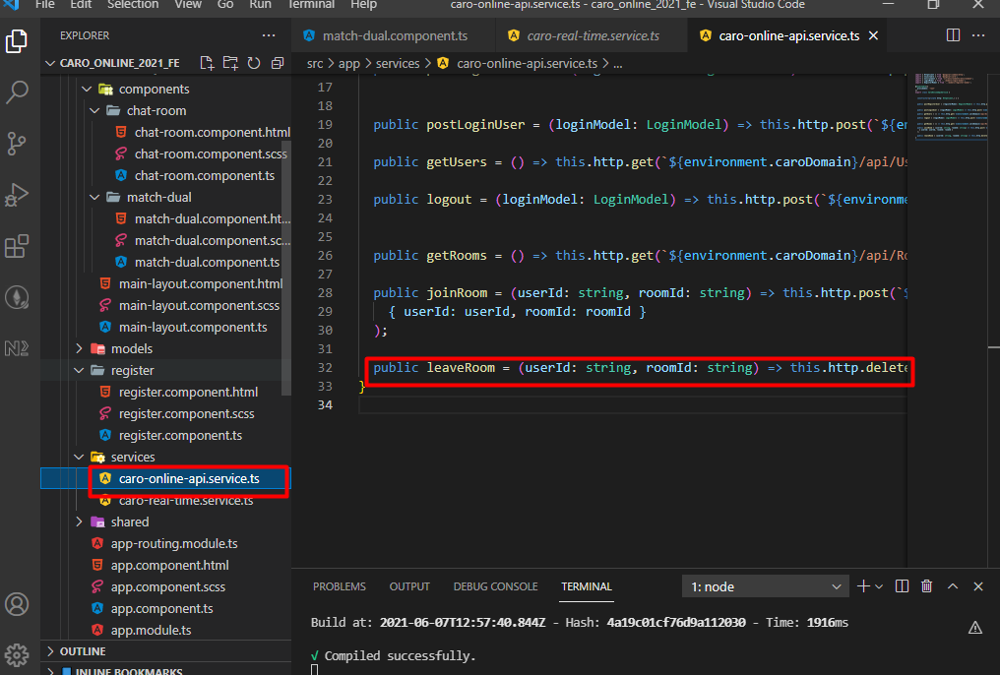 File Edit Selection View Go Run Terminal Help
caro-online-api.service.ts - caro_online_2021_fe - Visual Studio Code
EXPLORER
CARO_ONLINE_2021_FE
components
chat-room
chat-room.component.html
chat-room.component.scss
chat-room.component.ts
match-dual
match-dual.component.ht...
match-dual.component.sc...
match-dual.component.ts
main-layout.component.html
main-layout.component.scss
main-layout.component.ts
models
register
register.component.html
register.component.scss
register.component.ts
services
caro-online-api.service.ts
caro-real-time.service.ts
shared
app-routing.module.ts
app.component.html
app.component.scss
app.component.ts
app.module.ts
OUTLINE
INLINE BOOKMARKS
match-dual.component.ts
caro-real-time.service.ts
caro-online-api.service.ts
src > app > services > caro-online-api.service.ts > ...
17
18
19 public postLoginUser = (loginModel: LoginModel) => this.http.post(`${en
20
21 public getUsers = () => this.http.get(`${environment.caroDomain}/api/Us
22
23 public logout = (loginModel: LoginModel) => this.http.post(`${environme
24
25
26 public getRooms = () => this.http.get(`${environment.caroDomain}/api/Ro
27
28 public joinRoom = (userId: string, roomId: string) => this.http.post(`$
29 { userId: userId, roomId: roomId }
30 );
31
32 public leaveRoom = (userId: string, roomId: string) => this.http.delete
33 }
34
PROBLEMS OUTPUT DEBUG CONSOLE TERMINAL
1: node
Build at: 2021-06-07T12:57:40.844Z - Hash: 4a19c01cf76d9a112030 - Time: 1916ms
√ Compiled successfully.